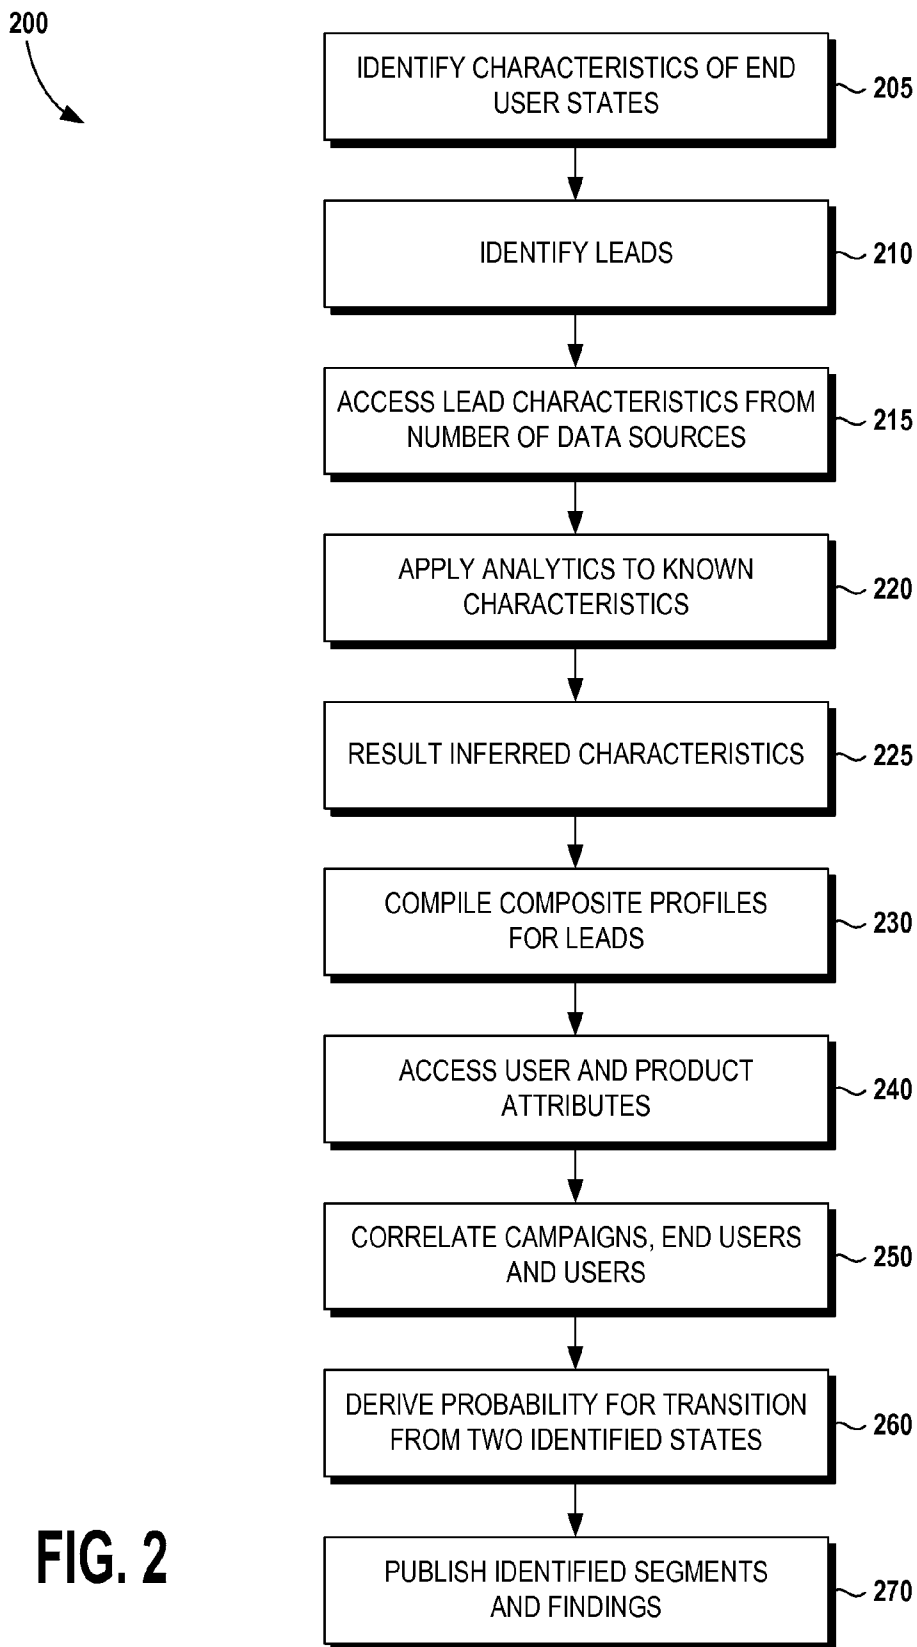 200
IDENTIFY CHARACTERISTICS OF END
USER STATES
205
IDENTIFY LEADS
210
ACCESS LEAD CHARACTERISTICS FROM
NUMBER OF DATA SOURCES
215
APPLY ANALYTICS TO KNOWN
CHARACTERISTICS
220
RESULT INFERRED CHARACTERISTICS
225
COMPILE COMPOSITE PROFILES
FOR LEADS
230
ACCESS USER AND PRODUCT
ATTRIBUTES
240
CORRELATE CAMPAIGNS, END USERS
AND USERS
250
DERIVE PROBABILITY FOR TRANSITION
FROM TWO IDENTIFIED STATES
260
PUBLISH IDENTIFIED SEGMENTS
AND FINDINGS
270
FIG. 2